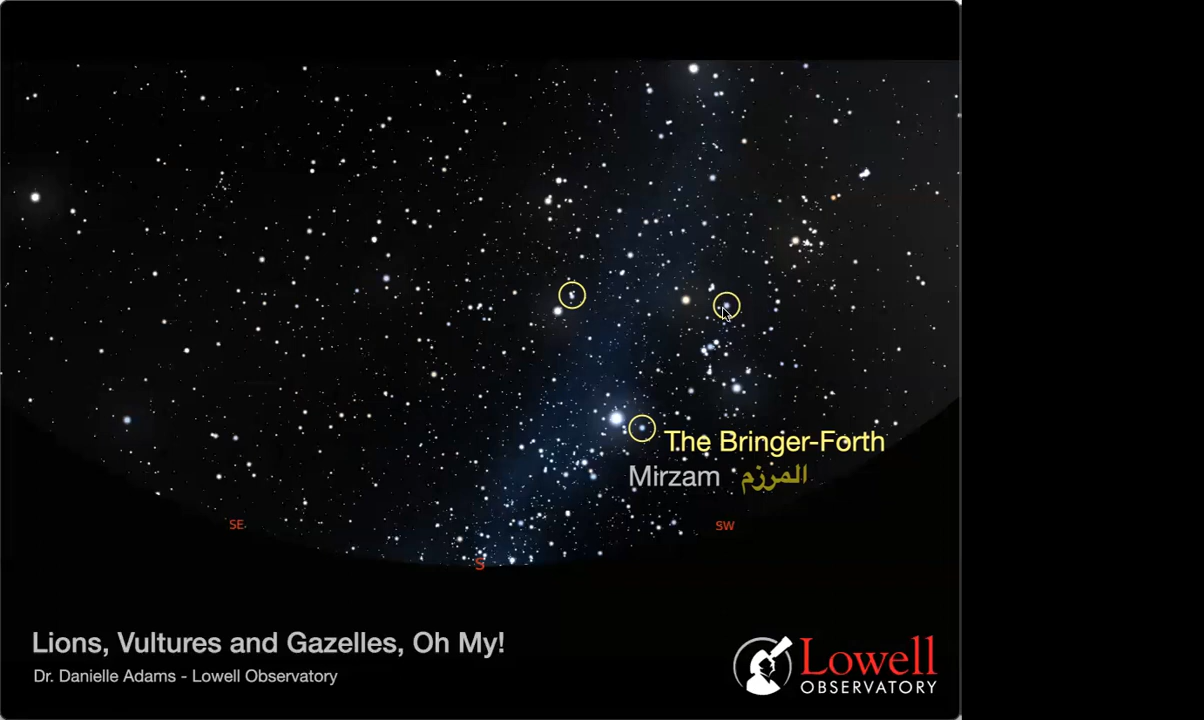 The Bringer-Forth
Mirzam المرزم
SE
SW
S
Lions, Vultures and Gazelles, Oh My!
Dr. Danielle Adams - Lowell Observatory
Lowell
OBSERVATORY